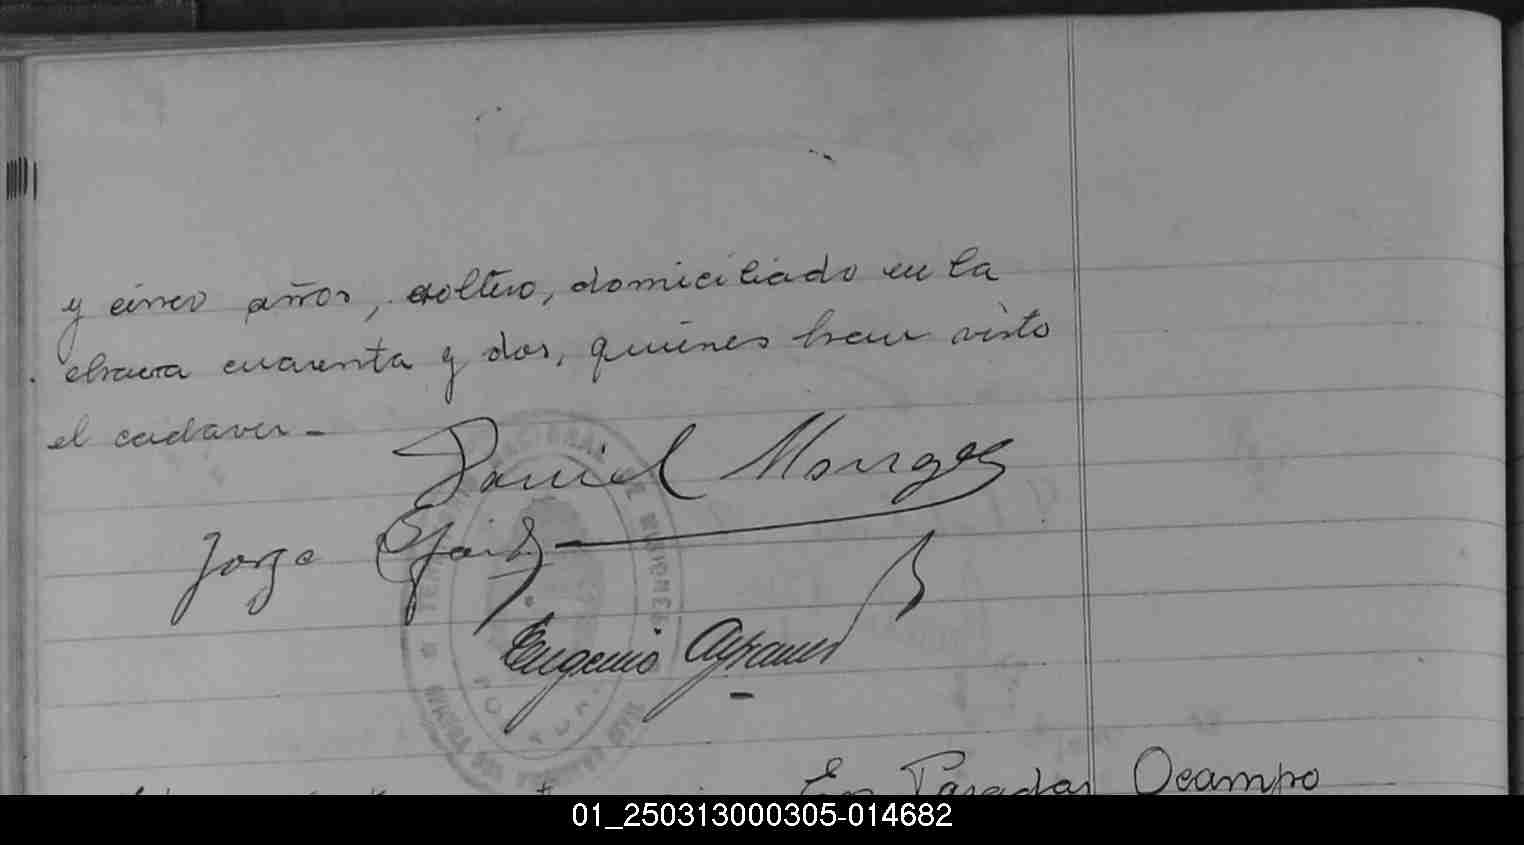 y cinco años, soltero, domiciliado en la
chacra cuarenta y dos, quienes han visto
el cadaver.-
Daniel Monges
Jorge
Eugenio
En Posadas Ocampo
01_250313000305-014682